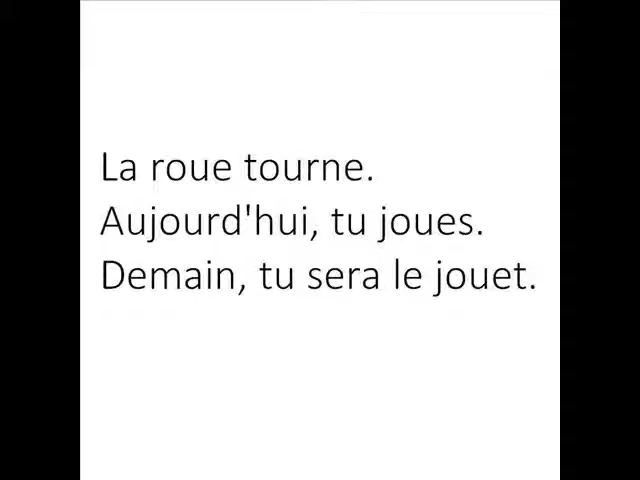 La roue tourne.
Aujourd'hui, tu joues.
Demain, tu sera le jouet.